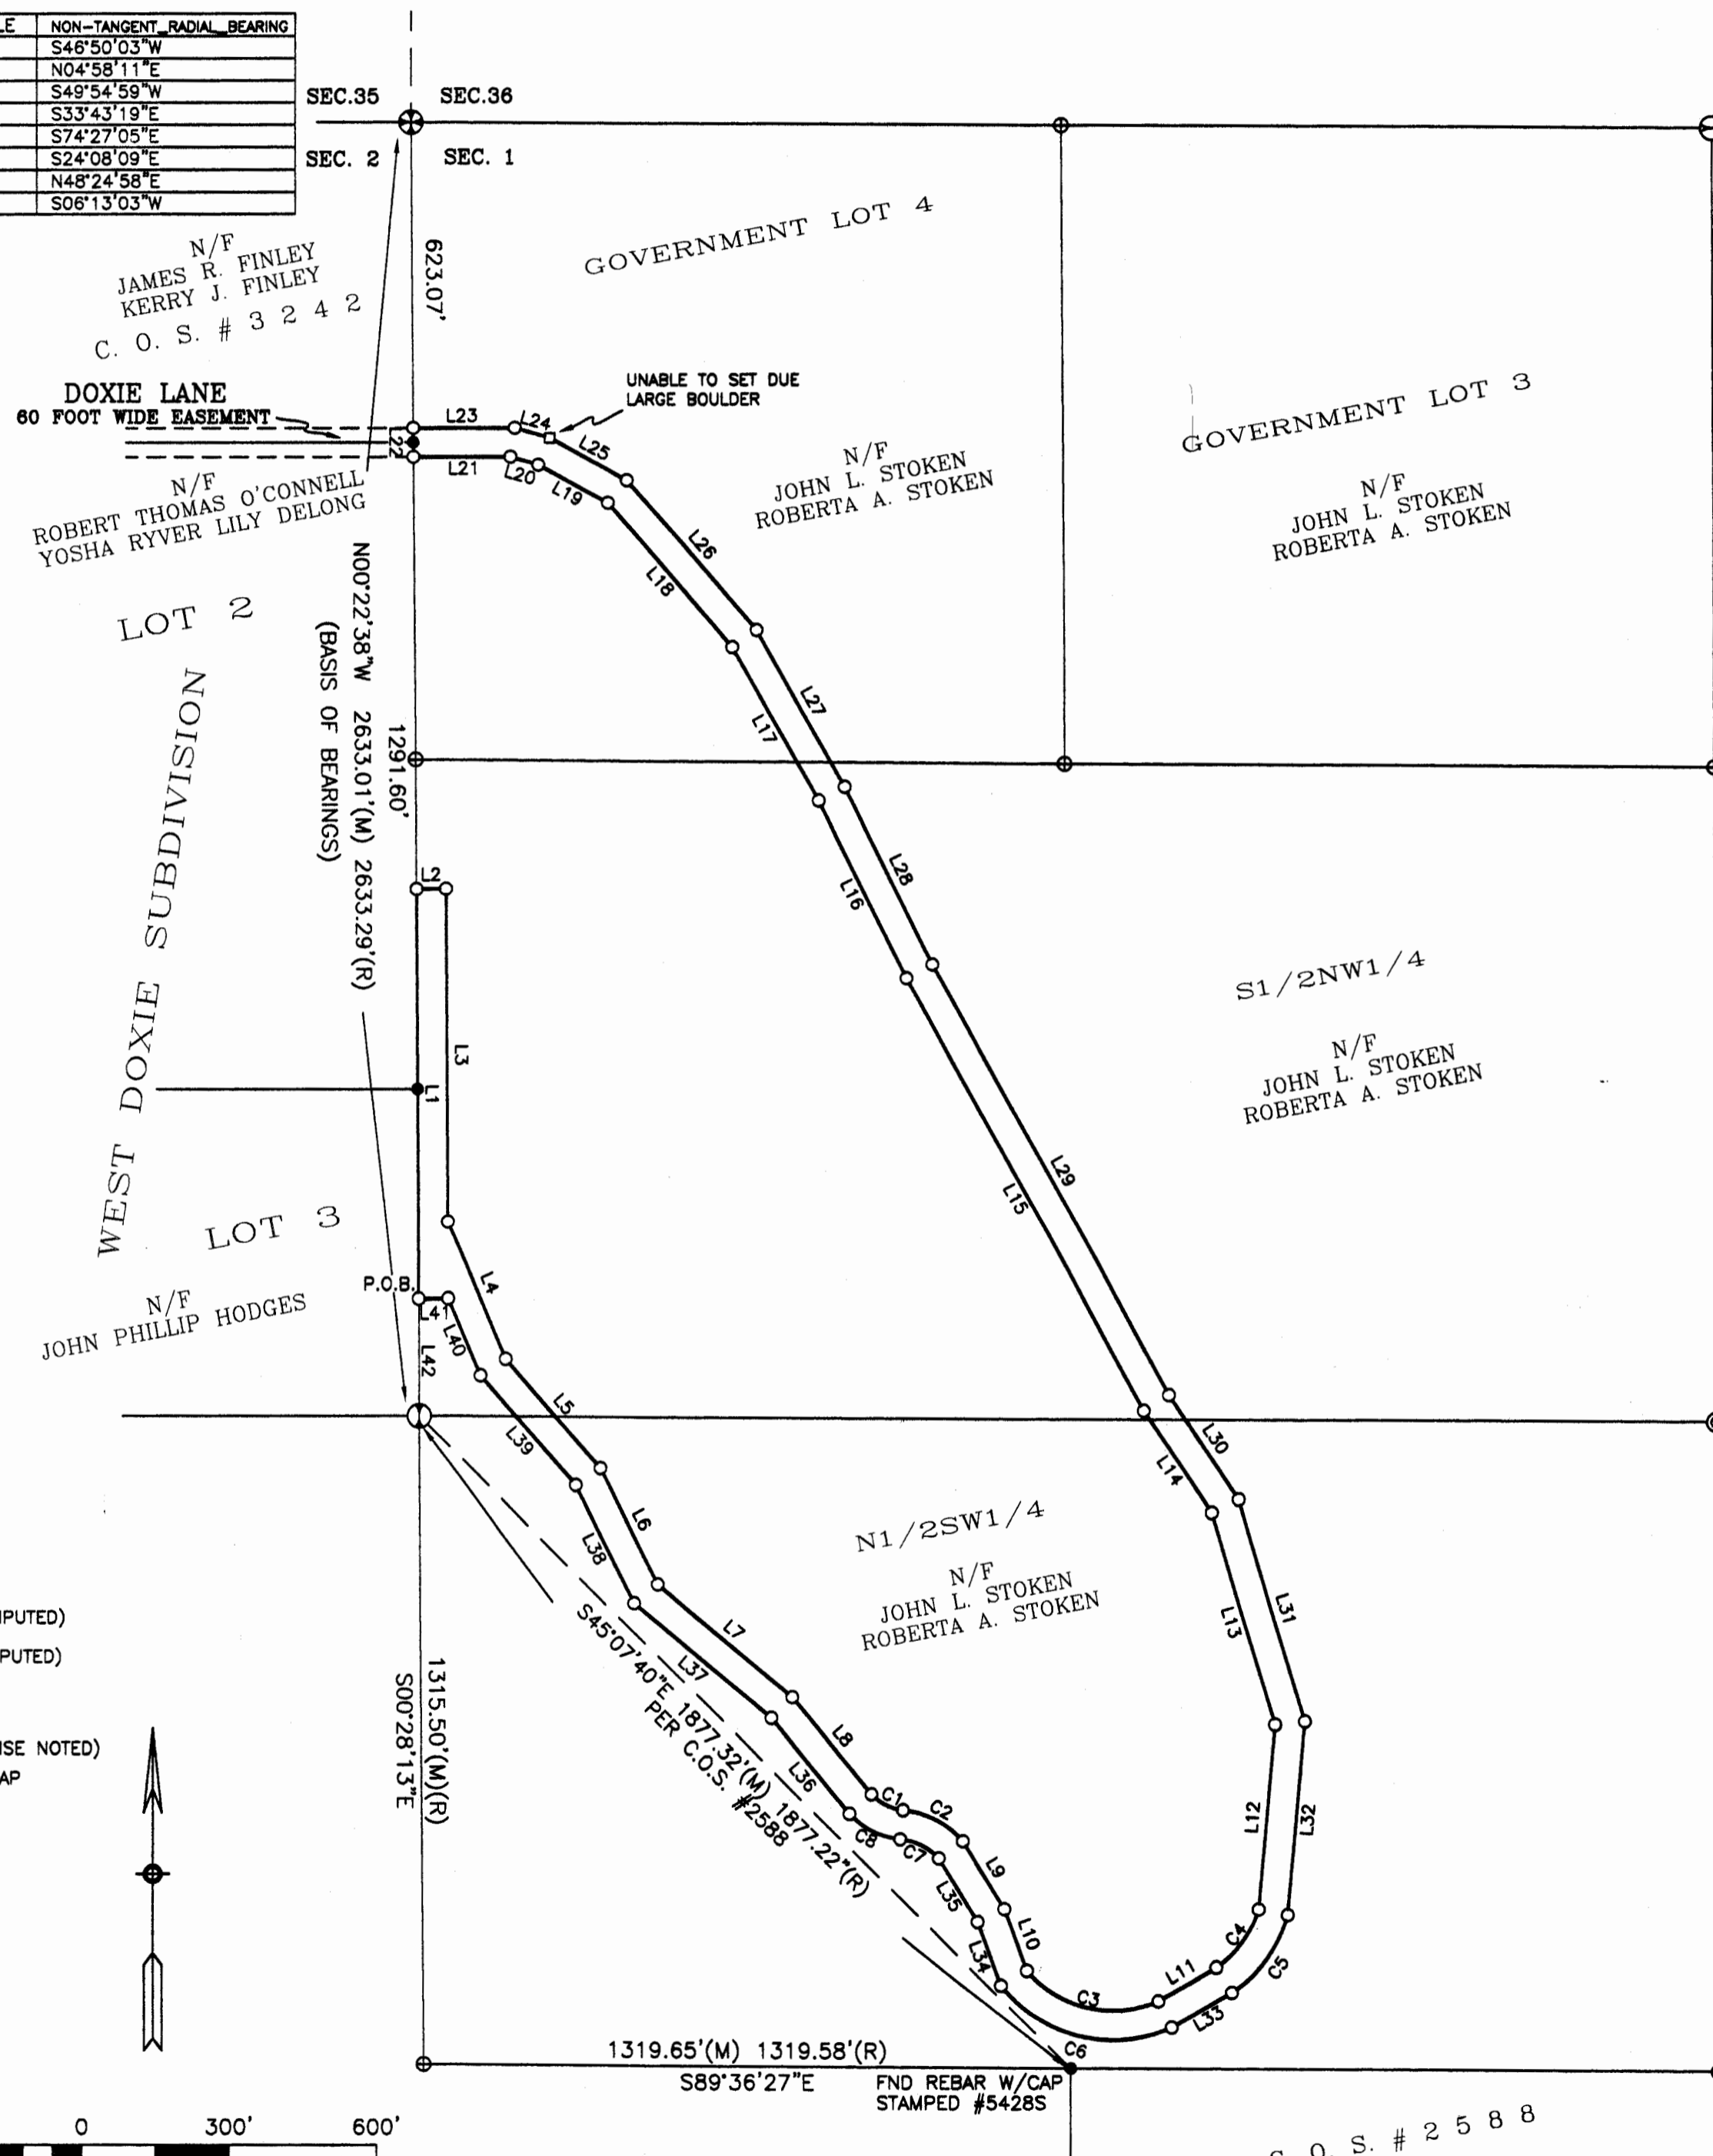 LE NON-TANGENT RADIAL BEARING
S46°50'03"W
N04°58'11"E
S49°54'59"W
S33°43'19"E
S74°27'05"E
S24°08'09"E
N48°24'58"E
S06°13'03"W
SEC.35 SEC.36
SEC. 2 SEC. 1
N/F
JAMES R. FINLEY
KERRY J. FINLEY
C. O. S. # 3 2 4 2
623.07'
GOVERNMENT LOT 4
DOXIE LANE
60 FOOT WIDE EASEMENT
UNABLE TO SET DUE
LARGE BOULDER
L23
L24
L25
L22
L21
L20
L19
N/F
ROBERT THOMAS O'CONNELL
YOSHA RYVER LILY DELONG
N/F
JOHN L. STOKEN
ROBERTA A. STOKEN
GOVERNMENT LOT 3
N/F
JOHN L. STOKEN
ROBERTA A. STOKEN
LOT 2
L26
L18
L27
L17
N00°22'38"W 2633.01'(M) 2633.29'(R)
(BASIS OF BEARINGS)
1291.60'
WEST DOXIE SUBDIVISION
L2
L28
L16
L3
L1
S1/2NW1/4
N/F
JOHN L. STOKEN
ROBERTA A. STOKEN
L29
L15
LOT 3
N/F
JOHN PHILLIP HODGES
P.O.B.
L4
L41
L40
L42
L5
L39
L30
L14
L6
L38
N1/2SW1/4
N/F
JOHN L. STOKEN
ROBERTA A. STOKEN
L31
L13
PUTED)
PUTED)
ISE NOTED)
AP
L7
L37
S45°07'40"E 1877.32'(M) 1877.22"(R)
PER C.O.S. #2588
1315.50'(M)(R)
S00°28'13"E
L8
L36
C1
C2
C8
C7
L9
L35
L12
L32
L10
L34
C3
L11
C4
C5
L33
C6
1319.65'(M) 1319.58'(R)
S89°36'27"E
FND REBAR W/CAP
STAMPED #5428S
0 300' 600'
O. S. # 2 5 8 8